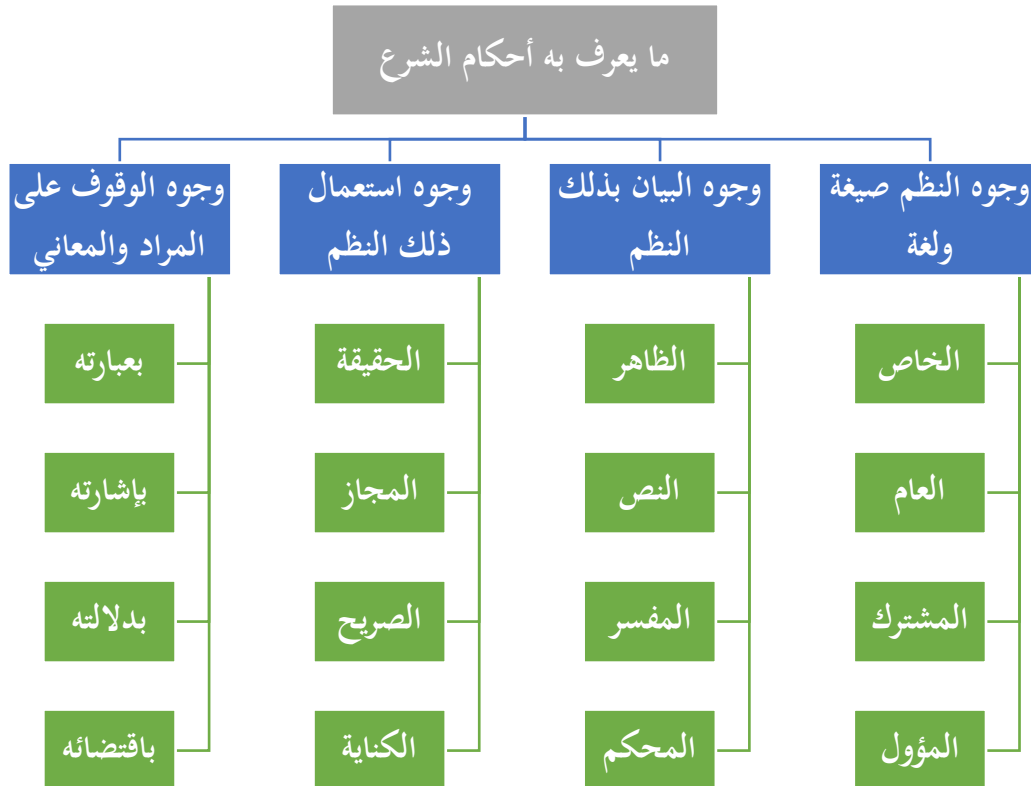 ما يعرف به أحكام الشرع
وجوه النظم صيغة
ولغة
الخاص
العام
المشترك
المؤول
وجوه البيان بذلك
النظم
الظاهر
النص
المفسر
المحكم
وجوه استعمال
ذلك النظم
الحقيقة
المجاز
الصريح
الكناية
وجوه الوقوف على
المراد والمعاني
بعبارته
بإشارته
بدلالته
باقتضائه